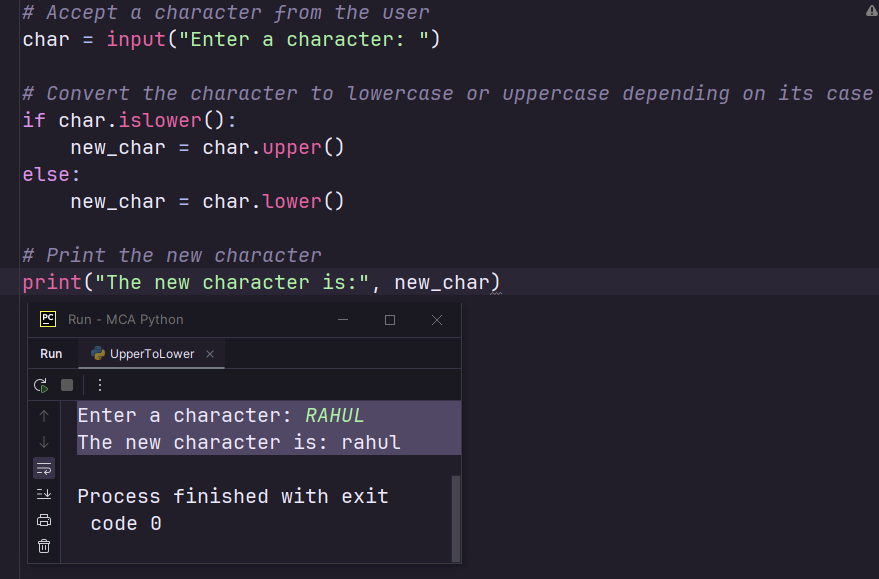 # Accept a character from the user
char = input("Enter a character: ")
# Convert the character to lowercase or uppercase depending on its case
if char.islower():
    new_char = char.upper()
else:
    new_char = char.lower()
# Print the new character
print("The new character is:", new_char)
PC Run - MCA Python
Run UpperToLower
Enter a character: RAHUL
The new character is: rahul
Process finished with exit
 code 0